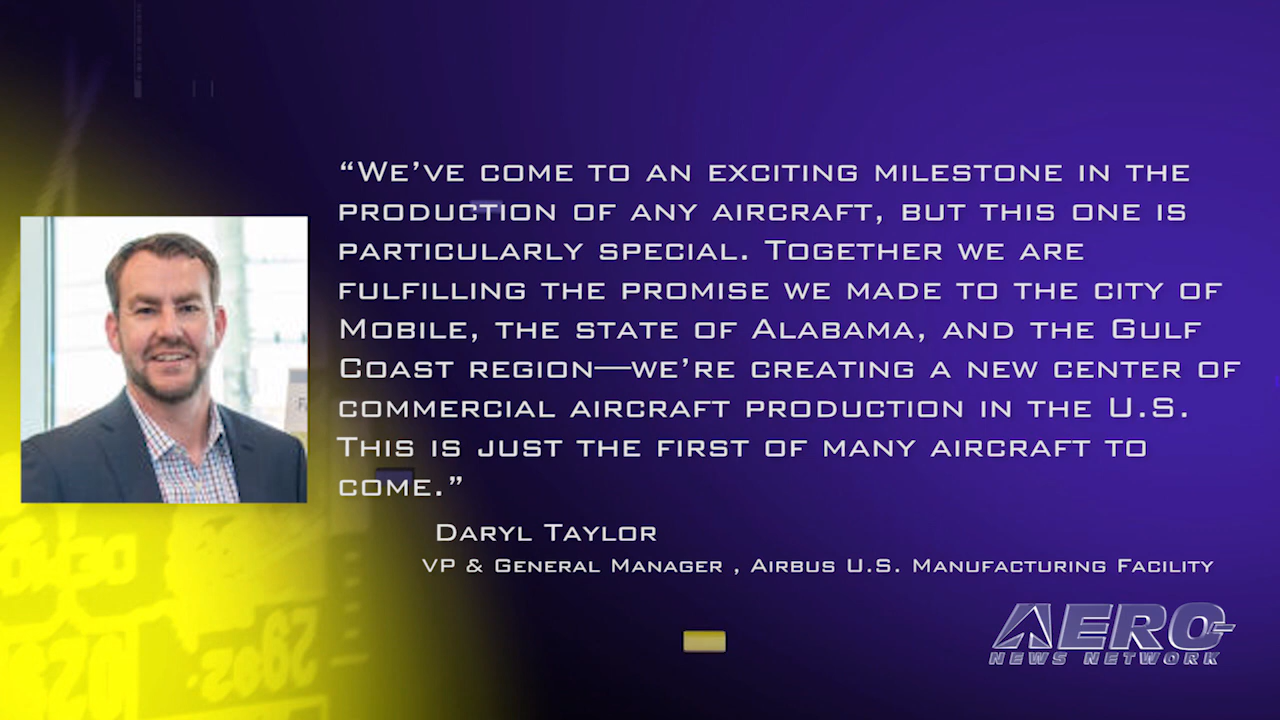 “We’ve come to an exciting milestone in the
production of any aircraft, but this one is
particularly special. Together we are
fulfilling the promise we made to the city of
Mobile, the state of Alabama, and the Gulf
Coast region—we’re creating a new center of
commercial aircraft production in the U.S.
This is just the first of many aircraft to
come.”
Daryl Taylor
VP & General Manager , Airbus U.S. Manufacturing Facility
AERO
NEWS NETWORK